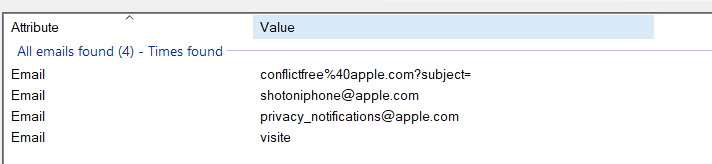 Attribute Value
All emails found (4) - Times found
Email conflictfree%40apple.com?subject=
Email shotoniphone@apple.com
Email privacy_notifications@apple.com
Email visite